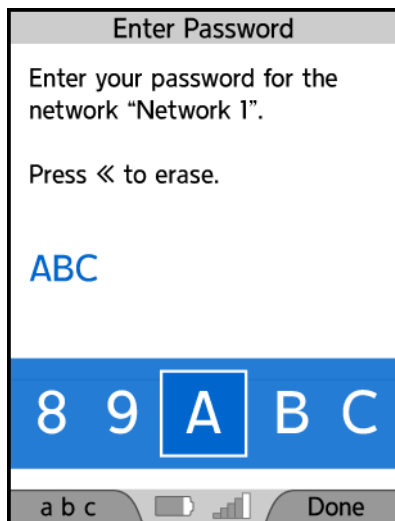 Enter Password
Enter your password for the
network “Network 1”.
Press ≪ to erase.
ABC
8 9 A B C
a b c Done